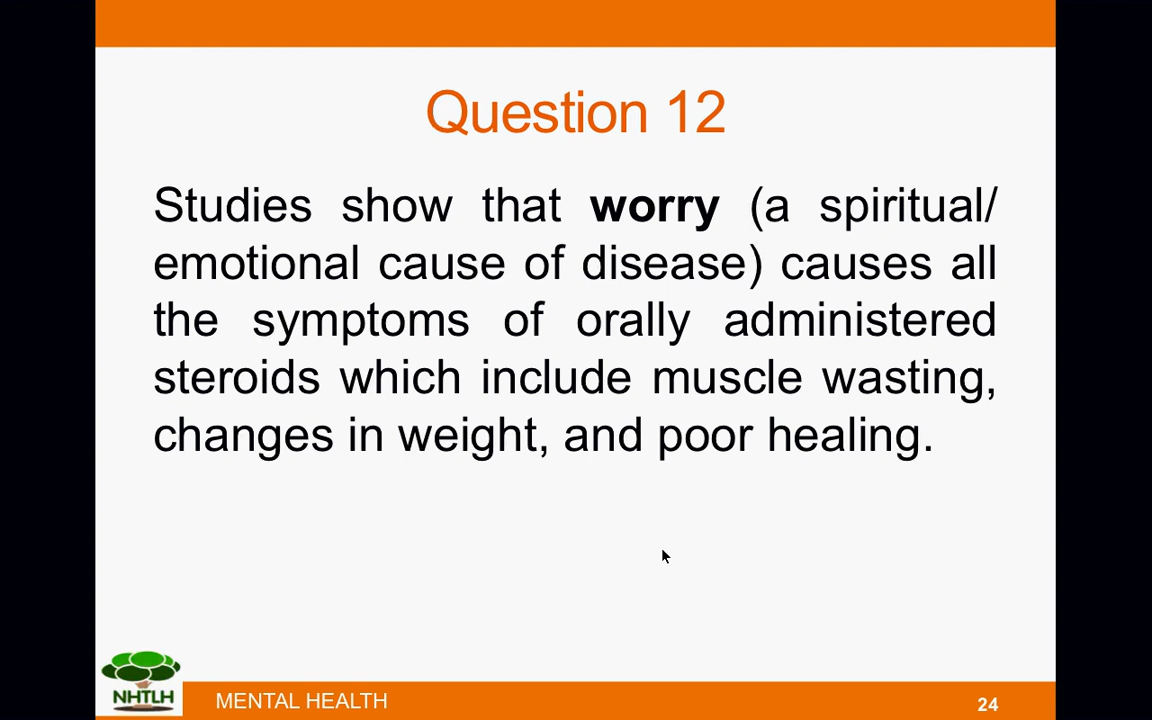 Question 12
Studies show that worry (a spiritual/
emotional cause of disease) causes all
the symptoms of orally administered
steroids which include muscle wasting,
changes in weight, and poor healing.
NHTLH
MENTAL HEALTH
24